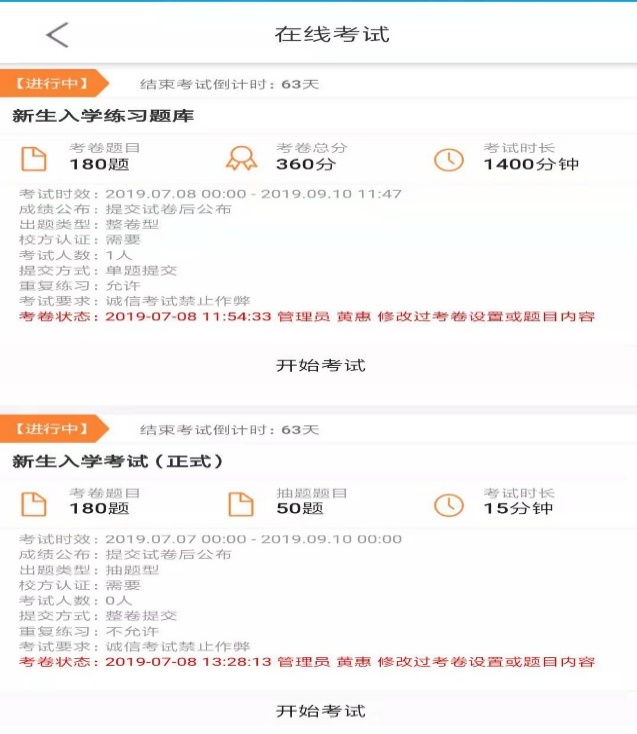 在线考试
【进行中】 结束考试倒计时：63天
新生入学练习题库
考卷题目 考卷总分 考试时长
180题 360分 1400分钟
考试时效：2019.07.08 00:00 - 2019.09.10 11:47
成绩公布：提交试卷后公布
出题类型：整卷型
校方认证：需要
考试人数：1人
提交方式：单题提交
重复练习：允许
考试要求：诚信考试禁止作弊
考卷状态：2019-07-08 11:54:33 管理员 黄惠 修改过考卷设置或题目内容
开始考试
【进行中】 结束考试倒计时：63天
新生入学考试（正式）
考卷题目 抽题题目 考试时长
180题 50题 15分钟
考试时效：2019.07.07 00:00 - 2019.09.10 00:00
成绩公布：提交试卷后公布
出题类型：抽题型
校方认证：需要
考试人数：0人
提交方式：整卷提交
重复练习：不允许
考试要求：诚信考试禁止作弊
考卷状态：2019-07-08 13:28:13 管理员 黄惠 修改过考卷设置或题目内容
开始考试